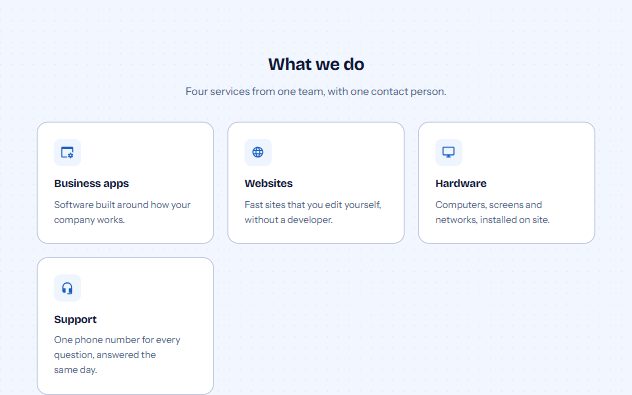 What we do
Four services from one team, with one contact person.
Business apps
Software built around how your
company works.
Websites
Fast sites that you edit yourself,
without a developer.
Hardware
Computers, screens and
networks, installed on site.
Support
One phone number for every
question, answered the
same day.